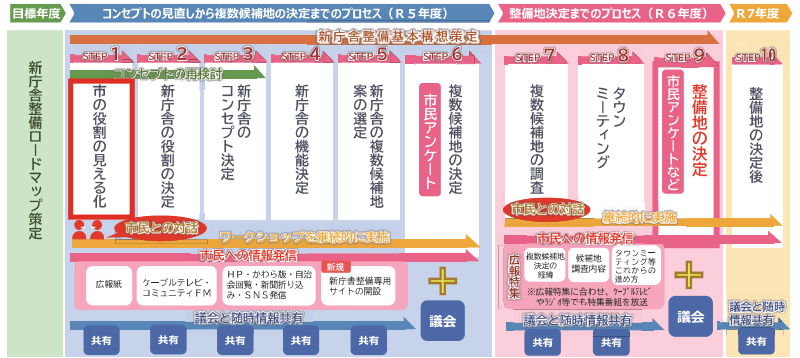 目標年度
コンセプトの見直しから複数候補地の決定までのプロセス（R5年度）
整備地決定までのプロセス（R6年度）
R7年度
新庁舎整備ロードマップ策定
新庁舎整備基本構想策定
STEP 1
STEP 2
STEP 3
STEP 4
STEP 5
STEP 6
STEP 7
STEP 8
STEP 9
STEP 10
コンセプトの再検討
市の役割の見える化
新庁舎の役割の決定
新庁舎の
コンセプト決定
新庁舎の機能決定
新庁舎の複数候補地
案の選定
複数候補地の決定
市民アンケート
複数候補地の調査
タウン
ミーティング
整備地の決定
市民アンケートなど
整備地の決定後
市民との対話
ワークショップを継続的に実施
市民との対話
継続的に実施
市民への情報発信
広報紙
ケーブルテレビ・
コミュニティFM
HP・かわら版・自治
会回覧・新聞折り込
み・SNS発信
新規
新庁舎整備専用
サイトの開設
市民への情報発信
広報特集
複数候補地
決定の
経緯
候補地
調査内容
タウンミーティ
ング等
これからの
進め方
※広報特集に合わせ、ケーブルテレビ
やラジオ等でも特集番組を放送
議会と随時情報共有
共有
共有
共有
共有
共有
＋
議会
議会と随時情報共有
共有
共有
＋
議会
議会と随時
情報共有
共有